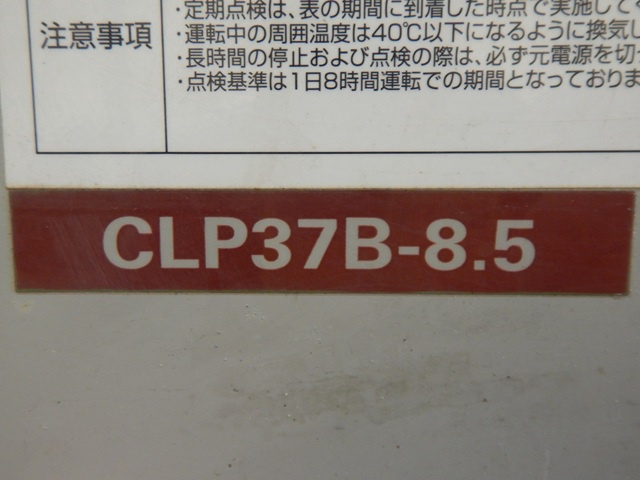 注意事項
・定期点検は、表の期間に到着した時点で実施して
・運転中の周囲温度は40℃以下になるように換気し
・長時間の停止および点検の際は、必ず元電源を切
・点検基準は1日8時間運転での期間となっておりま
CLP37B-8.5